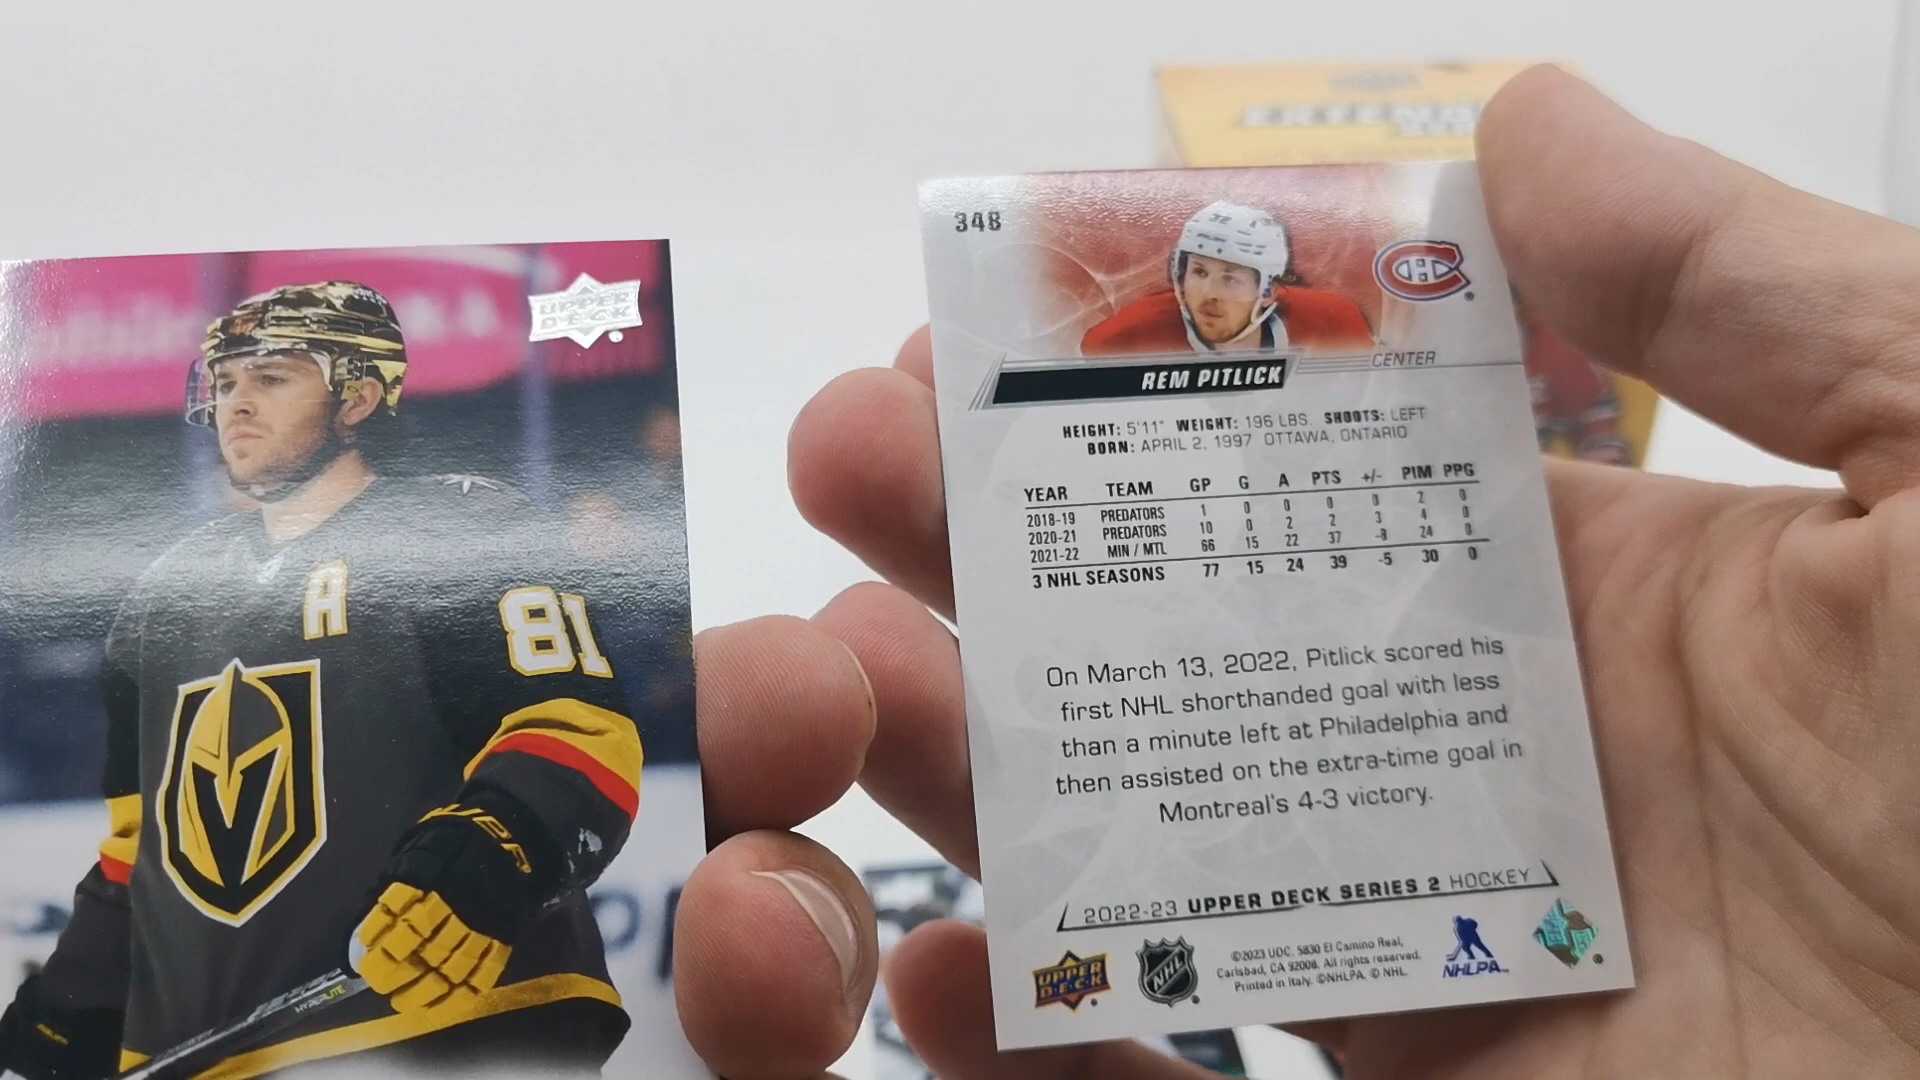 UPPER
DECK
A
81
HYPERLITE
EXTEND
348
32
CENTER
REM PITLICK
HEIGHT: 5'11" WEIGHT: 196 LBS. SHOOTS: LEFT
BORN: APRIL 2, 1997 OTTAWA, ONTARIO
YEAR TEAM GP G A PTS +/- PIM PPG
2018-19 PREDATORS 1 0 0 0 0 2 0
2020-21 PREDATORS 10 0 2 2 3 4 0
2021-22 MIN / MTL 66 15 22 37 -8 24 0
3 NHL SEASONS 77 15 24 39 -5 30 0
On March 13, 2022, Pitlick scored his
first NHL shorthanded goal with less
than a minute left at Philadelphia and
then assisted on the extra-time goal in
Montreal's 4-3 victory.
2022-23 UPPER DECK SERIES 2 HOCKEY
UPPER
DECK
NHL
©2023 UDC. 5830 El Camino Real,
Carlsbad, CA 92008. All rights reserved.
Printed in Italy. ©NHLPA. © NHL.
NHLPA